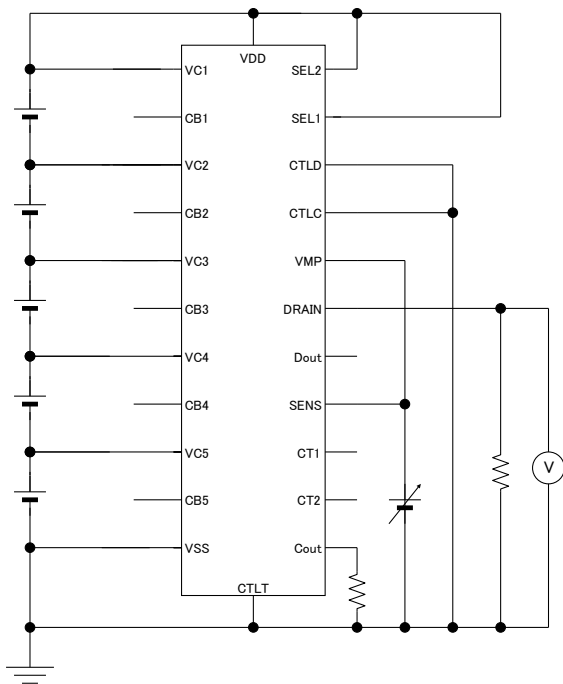 VDD
VC1
CB1
VC2
CB2
VC3
CB3
VC4
CB4
VC5
CB5
VSS
CTLT
SEL2
SEL1
CTLD
CTLC
VMP
DRAIN
Dout
SENS
CT1
CT2
Cout
V